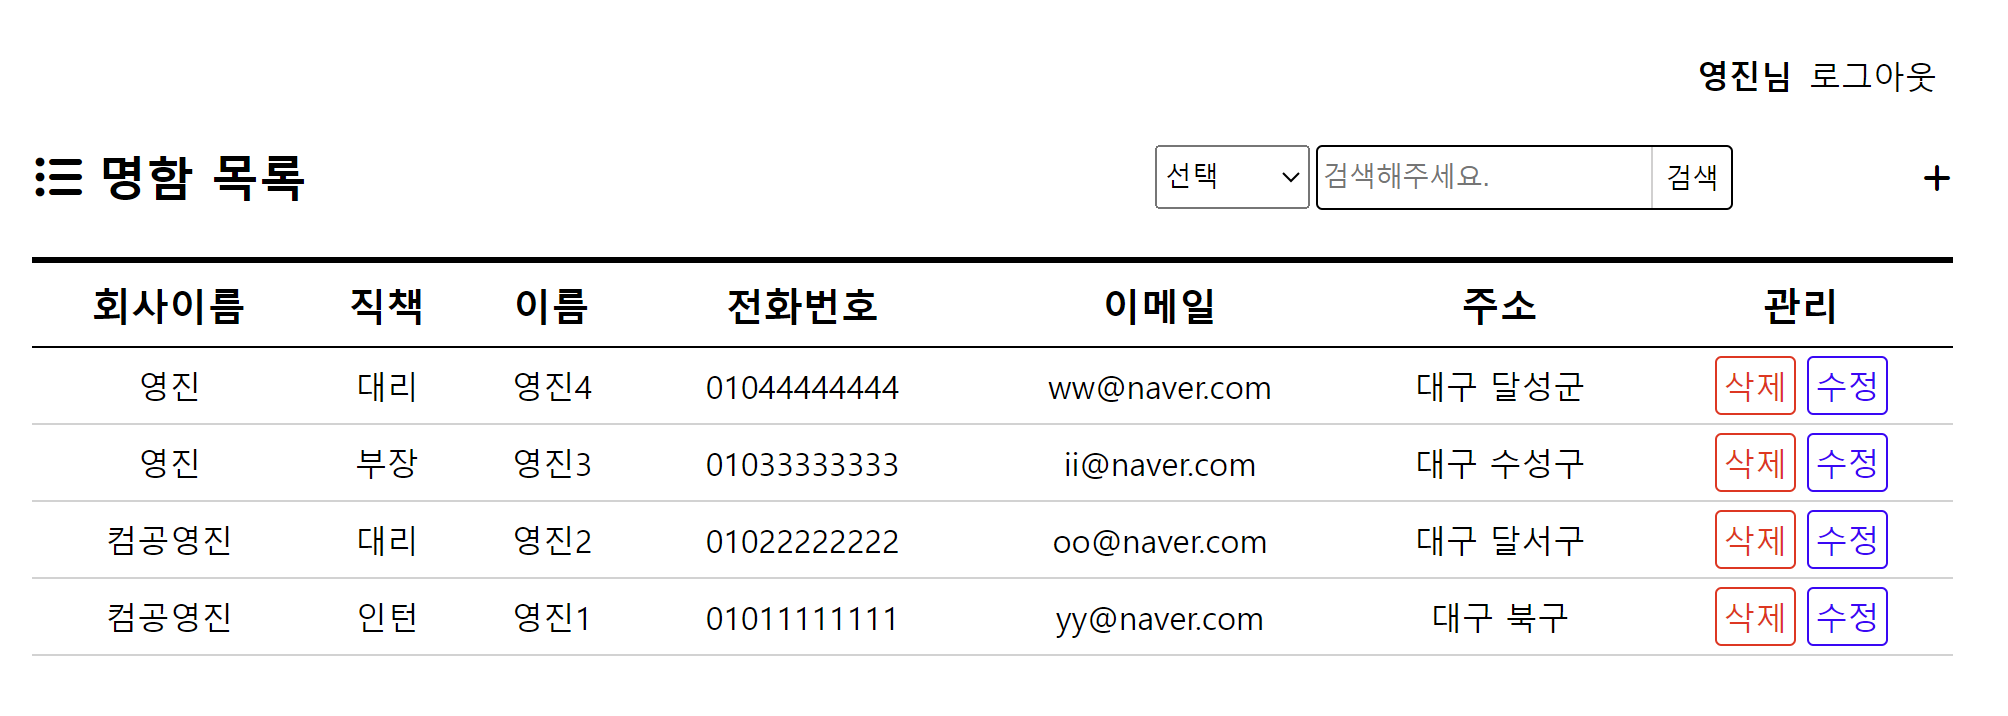 영진님 로그아웃
명함 목록 선택 검색해주세요. 검색 +
회사이름 직책 이름 전화번호 이메일 주소 관리
영진 대리 영진4 01044444444 ww@naver.com 대구 달성군 삭제 수정
영진 부장 영진3 01033333333 ii@naver.com 대구 수성구 삭제 수정
컴공영진 대리 영진2 01022222222 oo@naver.com 대구 달서구 삭제 수정
컴공영진 인턴 영진1 01011111111 yy@naver.com 대구 북구 삭제 수정